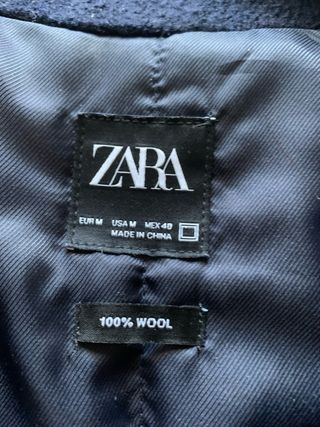 ZARA
EUR M USA M MEX 40
MADE IN CHINA
100% WOOL